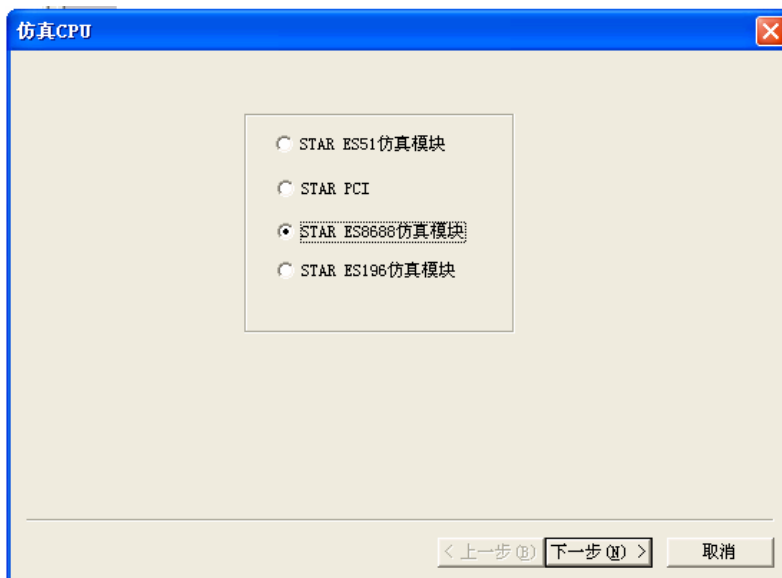 仿真CPU
STAR ES51仿真模块
STAR PCI
STAR ES8688仿真模块
STAR ES196仿真模块
< 上一步(B) 下一步(N) > 取消